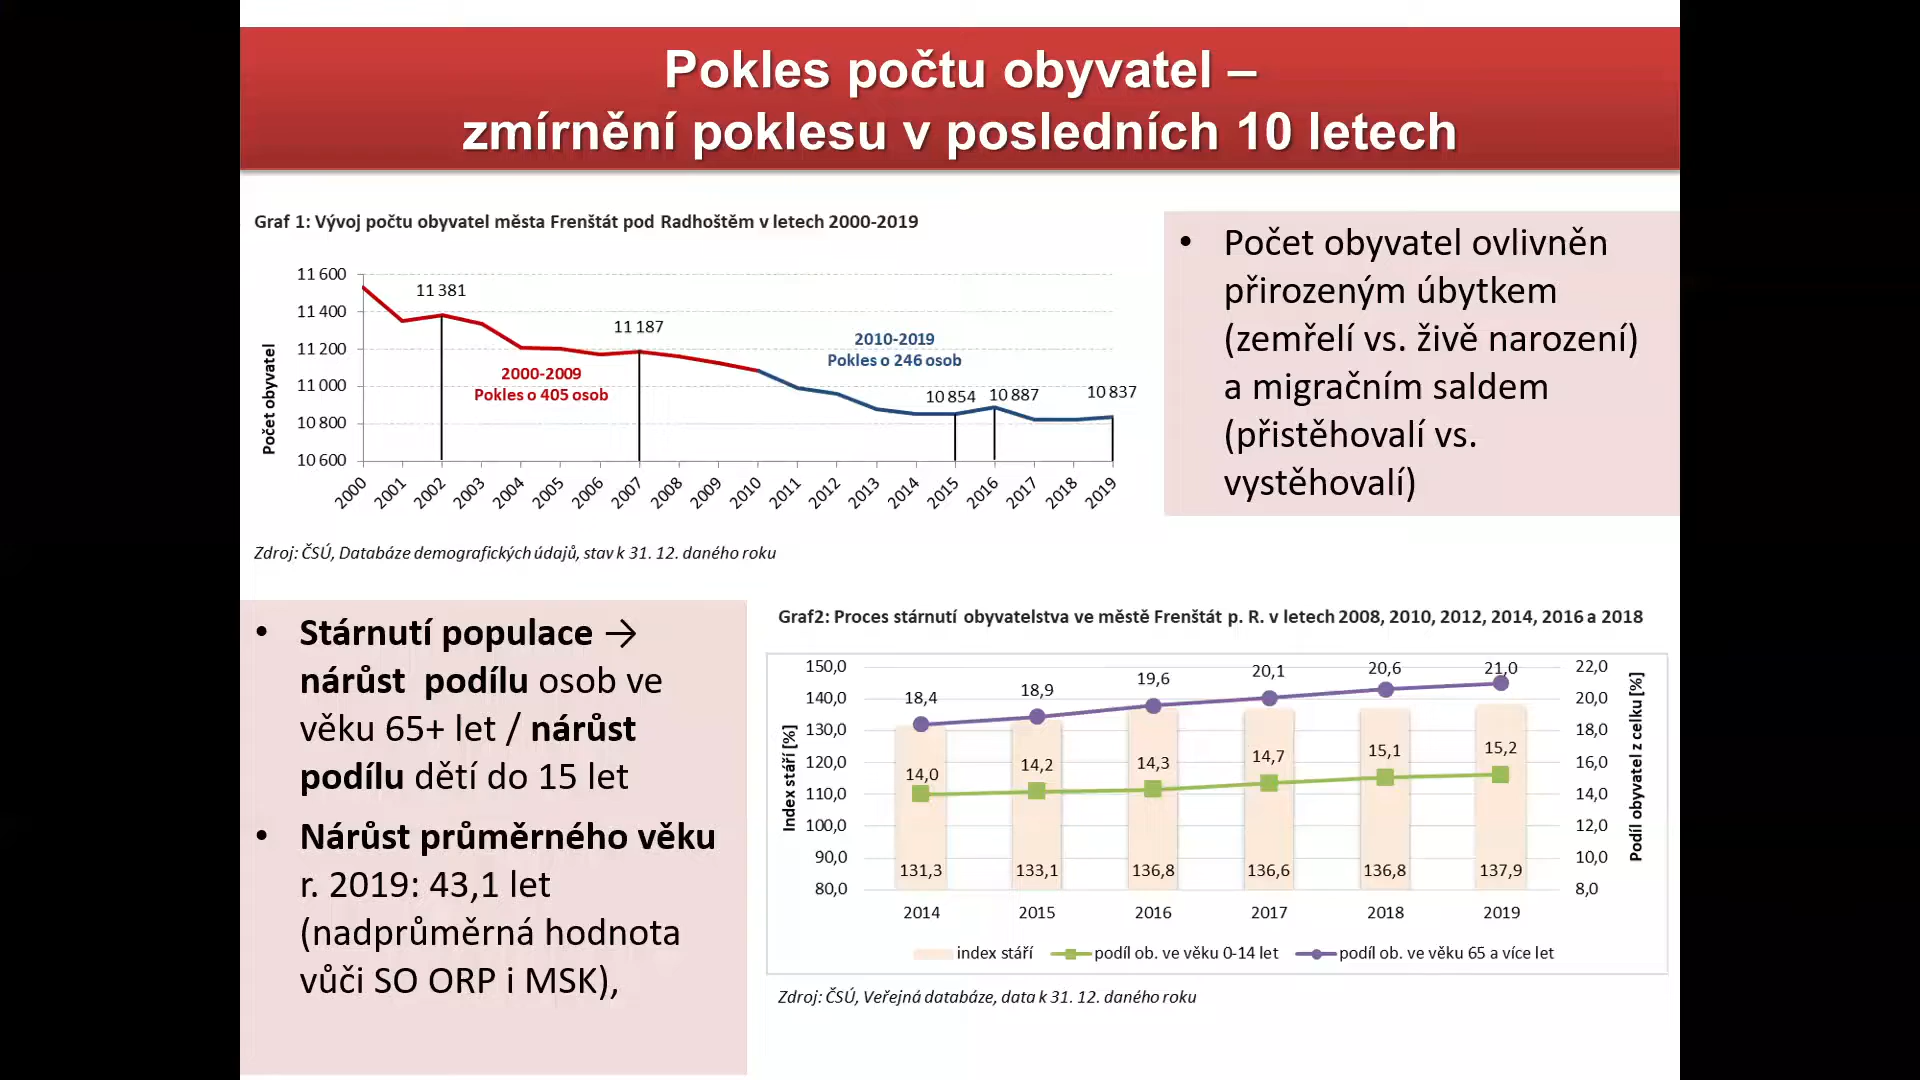 Pokles počtu obyvatel –
zmírnění poklesu v posledních 10 letech
Graf 1: Vývoj počtu obyvatel města Frenštát pod Radhoštěm v letech 2000-2019
Počet obyvatel
11 600
11 400
11 200
11 000
10 800
10 600
11 381
11 187
2000-2009
Pokles o 405 osob
2010-2019
Pokles o 246 osob
10 854
10 887
10 837
2000 2001 2002 2003 2004 2005 2006 2007 2008 2009 2010 2011 2012 2013 2014 2015 2016 2017 2018 2019
Zdroj: ČSÚ, Databáze demografických údajů, stav k 31. 12. daného roku
• Počet obyvatel ovlivněn
přirozeným úbytkem
(zemřelí vs. živě narození)
a migračním saldem
(přistěhovalí vs.
vystěhovalí)
• Stárnutí populace →
nárůst podílu osob ve
věku 65+ let / nárůst
podílu dětí do 15 let
• Nárůst průměrného věku
r. 2019: 43,1 let
(nadprůměrná hodnota
vůči SO ORP i MSK),
Graf2: Proces stárnutí obyvatelstva ve městě Frenštát p. R. v letech 2008, 2010, 2012, 2014, 2016 a 2018
Index stáří [%]
150,0
140,0
130,0
120,0
110,0
100,0
90,0
80,0
18,4 18,9 19,6 20,1 20,6 21,0
14,0 14,2 14,3 14,7 15,1 15,2
131,3 133,1 136,8 136,6 136,8 137,9
2014 2015 2016 2017 2018 2019
22,0
20,0
18,0
16,0
14,0
12,0
10,0
8,0
Podíl obyvatel z celku [%]
index stáří podíl ob. ve věku 0-14 let podíl ob. ve věku 65 a více let
Zdroj: ČSÚ, Veřejná databáze, data k 31. 12. daného roku